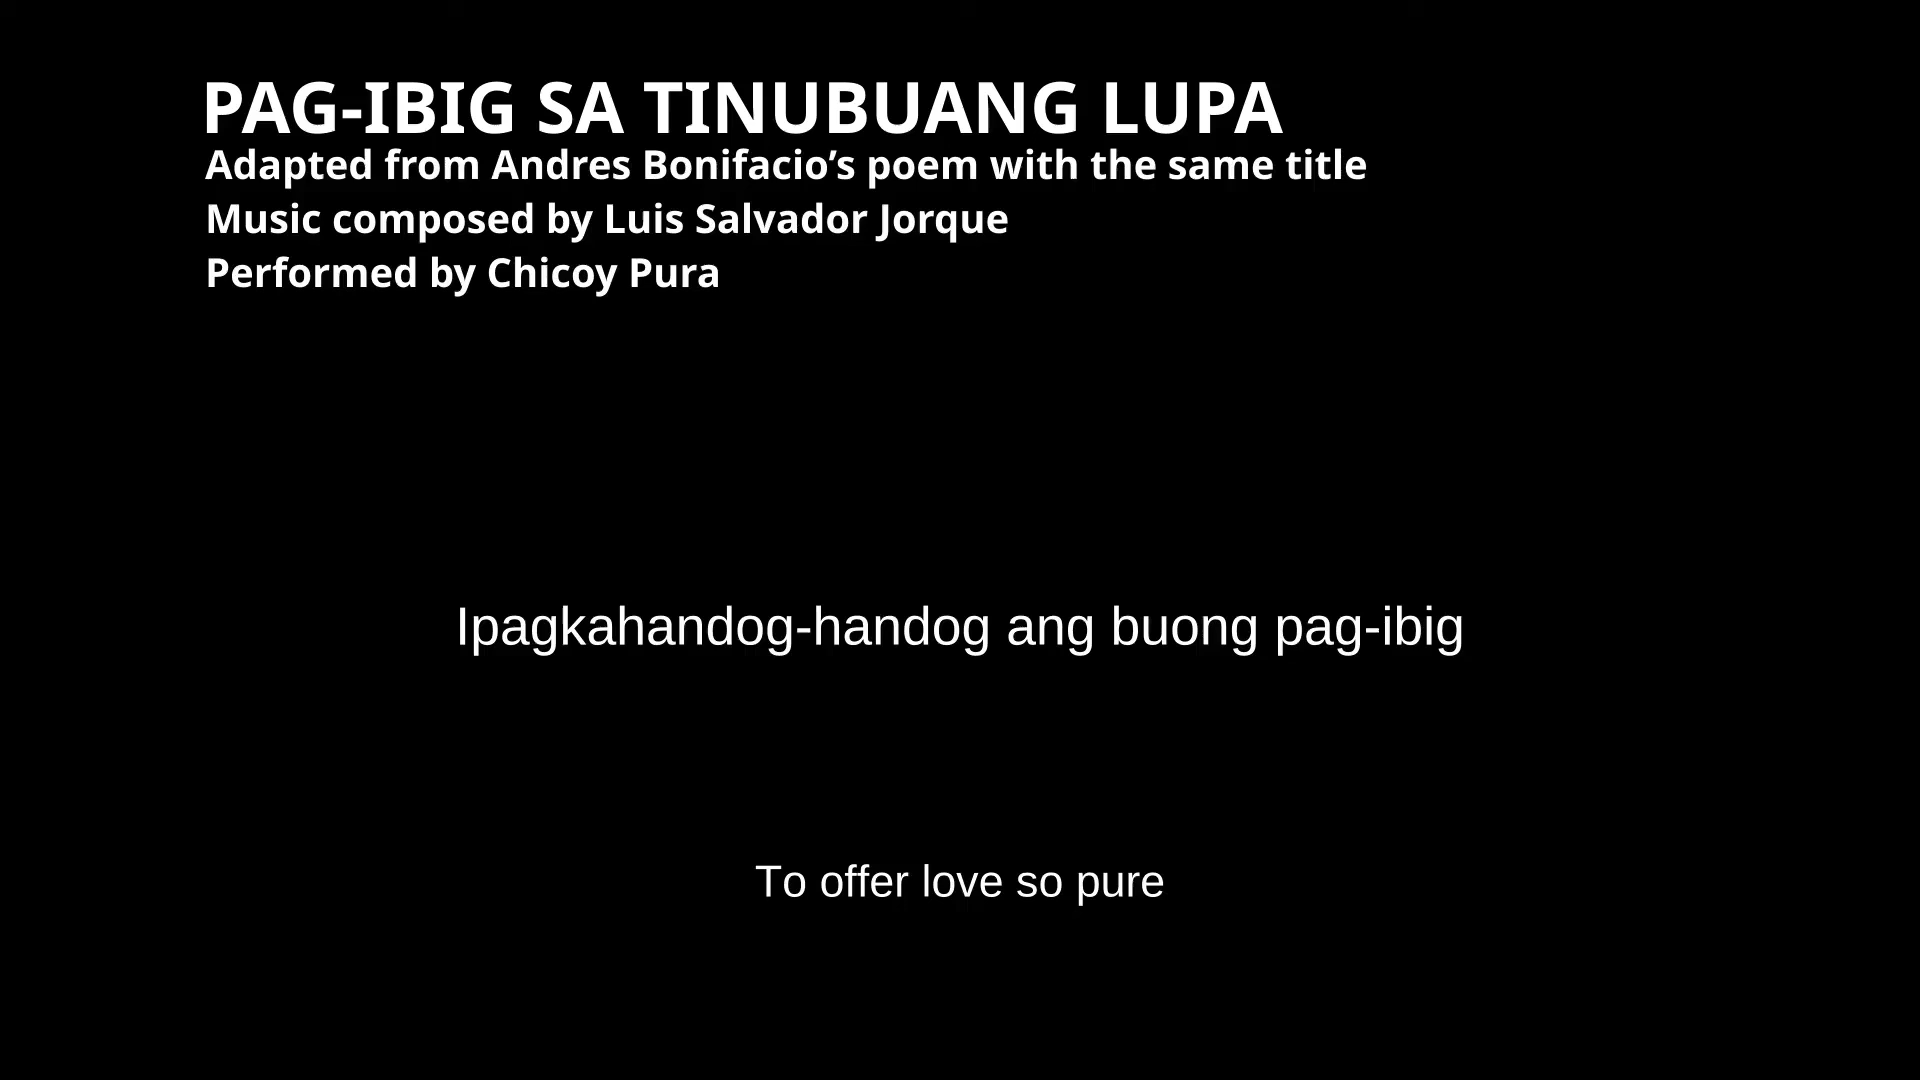 PAG-IBIG SA TINUBUANG LUPA
Adapted from Andres Bonifacio’s poem with the same title
Music composed by Luis Salvador Jorque
Performed by Chicoy Pura
Ipagkahandog-handog ang buong pag-ibig
To offer love so pure